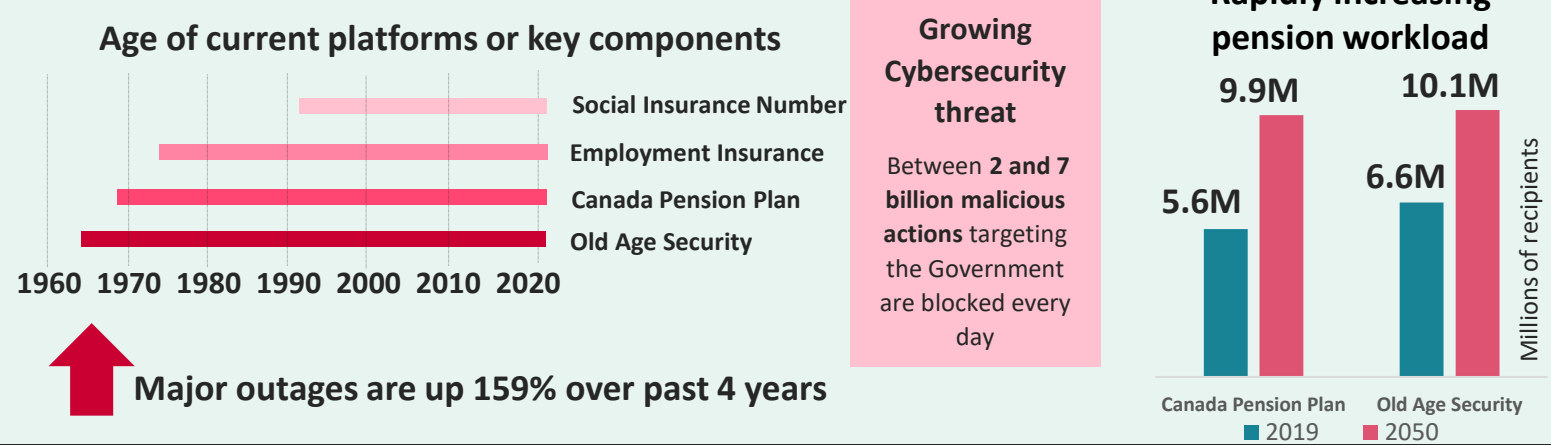 Age of current platforms or key components
Social Insurance Number
Employment Insurance
Canada Pension Plan
Old Age Security
1960 1970 1980 1990 2000 2010 2020
Major outages are up 159% over past 4 years
Growing
Cybersecurity
threat
Between 2 and 7
billion malicious
actions targeting
the Government
are blocked every
day
Rapidly increasing
pension workload
9.9M
10.1M
5.6M
6.6M
Millions of recipients
Canada Pension Plan
Old Age Security
2019
2050